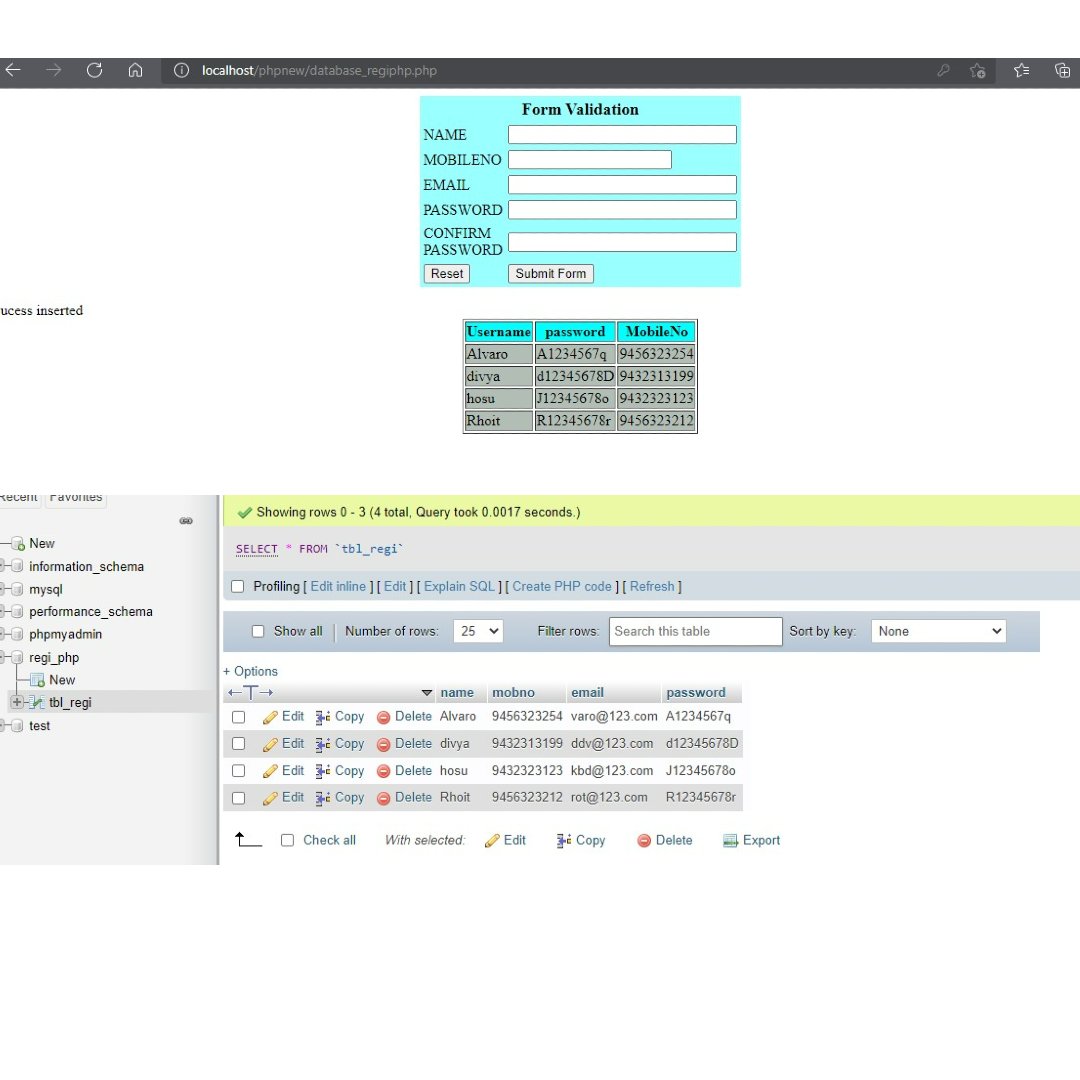 localhost/phpnew/database_regiphp.php
Form Validation
NAME
MOBILENO
EMAIL
PASSWORD
CONFIRM
PASSWORD
Reset Submit Form
ucess inserted
Username password MobileNo
Alvaro A1234567q 9456323254
divya d12345678D 9432313199
hosu J12345678o 9432323123
Rhoit R12345678r 9456323212
Recent Favorites
New
information_schema
mysql
performance_schema
phpmyadmin
regi_php
New
tbl_regi
test
Showing rows 0 - 3 (4 total, Query took 0.0017 seconds.)
SELECT * FROM `tbl_regi`
Profiling [ Edit inline ] [ Edit ] [ Explain SQL ] [ Create PHP code ] [ Refresh ]
Show all Number of rows: 25 Filter rows: Search this table Sort by key: None
+ Options
←T→ name mobno email password
Edit Copy Delete Alvaro 9456323254 varo@123.com A1234567q
Edit Copy Delete divya 9432313199 ddv@123.com d12345678D
Edit Copy Delete hosu 9432323123 kbd@123.com J12345678o
Edit Copy Delete Rhoit 9456323212 rot@123.com R12345678r
Check all With selected: Edit Copy Delete Export